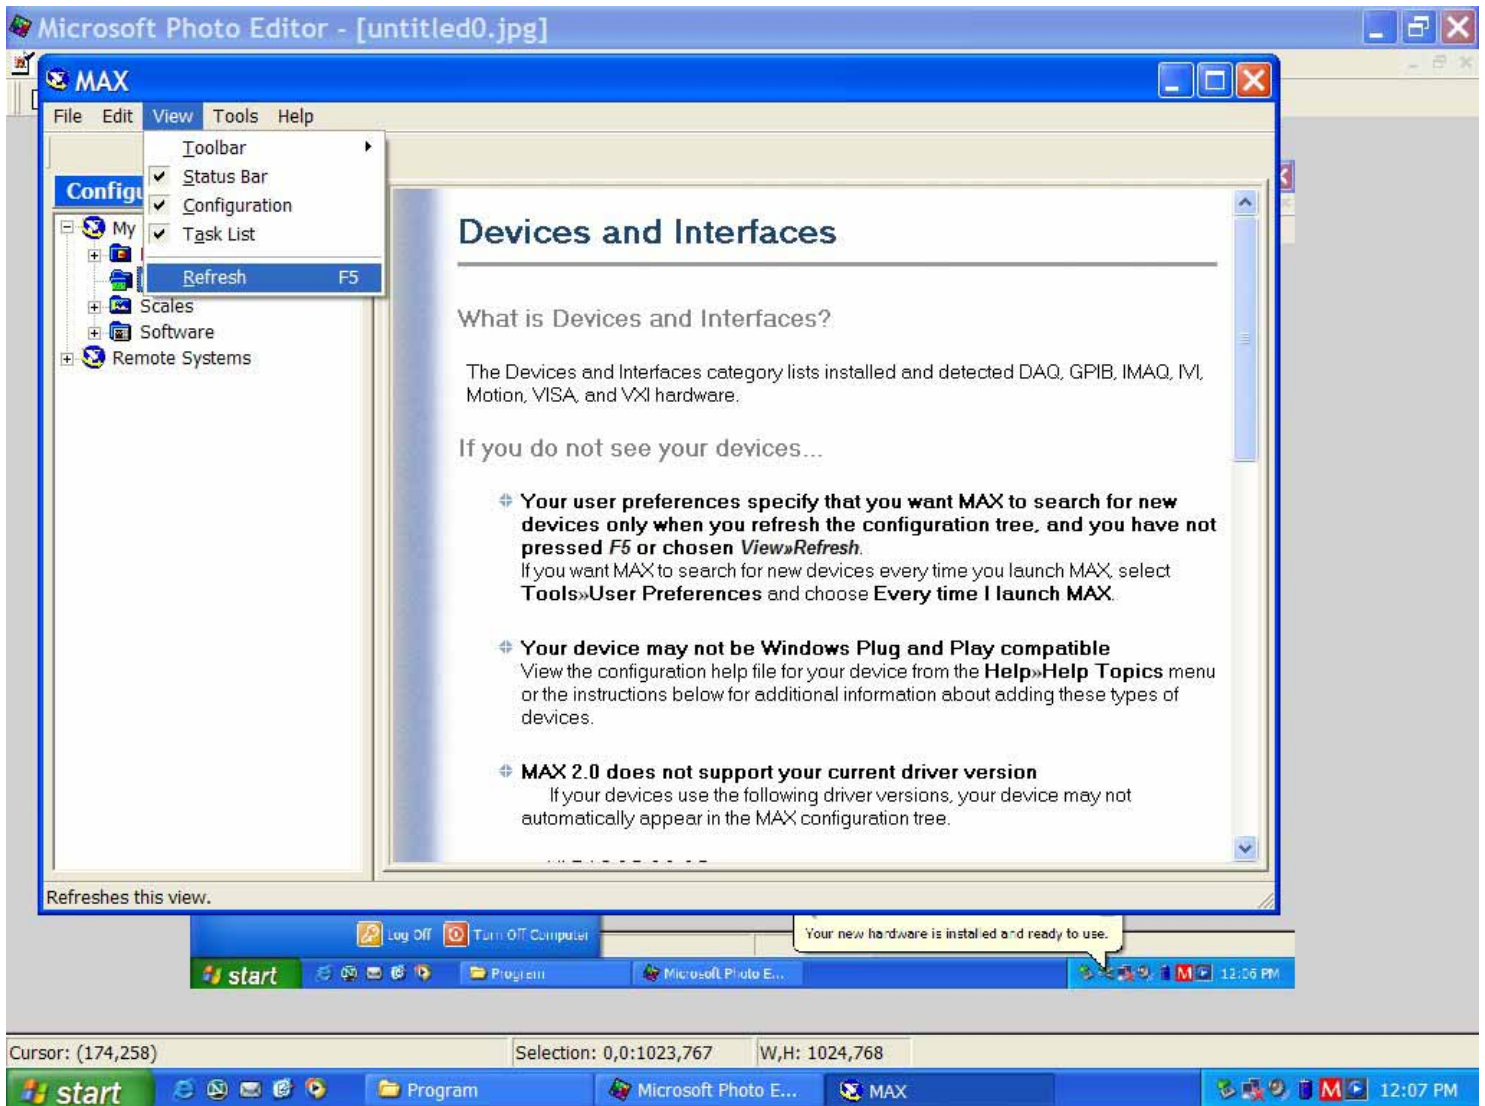 Microsoft Photo Editor - [untitled0.jpg]
MAX
File Edit View Tools Help
Toolbar
Status Bar
Configuration
Task List
Refresh F5
My
Scales
Software
Remote Systems
Devices and Interfaces
What is Devices and Interfaces?
The Devices and Interfaces category lists installed and detected DAQ, GPIB, IMAQ, IVI,
Motion, VISA, and VXI hardware.
If you do not see your devices...
Your user preferences specify that you want MAX to search for new
devices only when you refresh the configuration tree, and you have not
pressed F5 or chosen View»Refresh.
If you want MAX to search for new devices every time you launch MAX, select
Tools»User Preferences and choose Every time I launch MAX.
Your device may not be Windows Plug and Play compatible
View the configuration help file for your device from the Help»Help Topics menu
or the instructions below for additional information about adding these types of
devices.
MAX 2.0 does not support your current driver version
If your devices use the following driver versions, your device may not
automatically appear in the MAX configuration tree.
Refreshes this view.
Log Off Turn Off Computer
Your new hardware is installed and ready to use.
start Program Microsoft Photo E... M 12:06 PM
Cursor: (174,258) Selection: 0,0:1023,767 W,H: 1024,768
start Program Microsoft Photo E... MAX M 12:07 PM